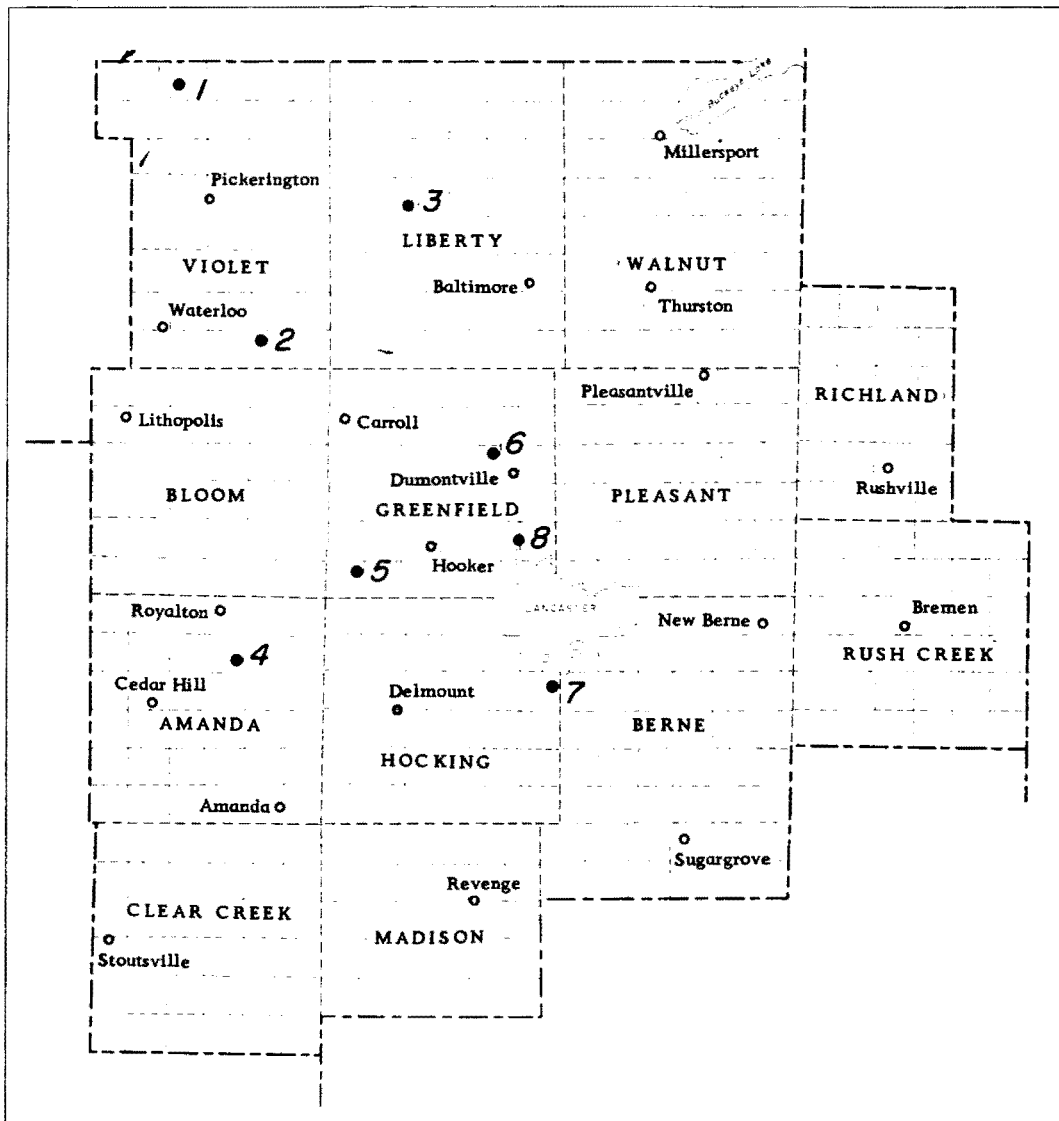 1
Buckeye Lake
Millersport
Pickerington
3
LIBERTY
VIOLET
WALNUT
Baltimore
Thurston
Waterloo
2
Pleasantville
RICHLAND
Lithopolis
Carroll
6
Dumontville
Rushville
BLOOM
PLEASANT
GREENFIELD
8
Hooker
5
LANCASTER
Royalton
New Berne
Bremen
4
RUSH CREEK
Cedar Hill
Delmount
7
AMANDA
BERNE
HOCKING
Amanda
Sugargrove
Revenge
CLEAR CREEK
MADISON
Stoutsville